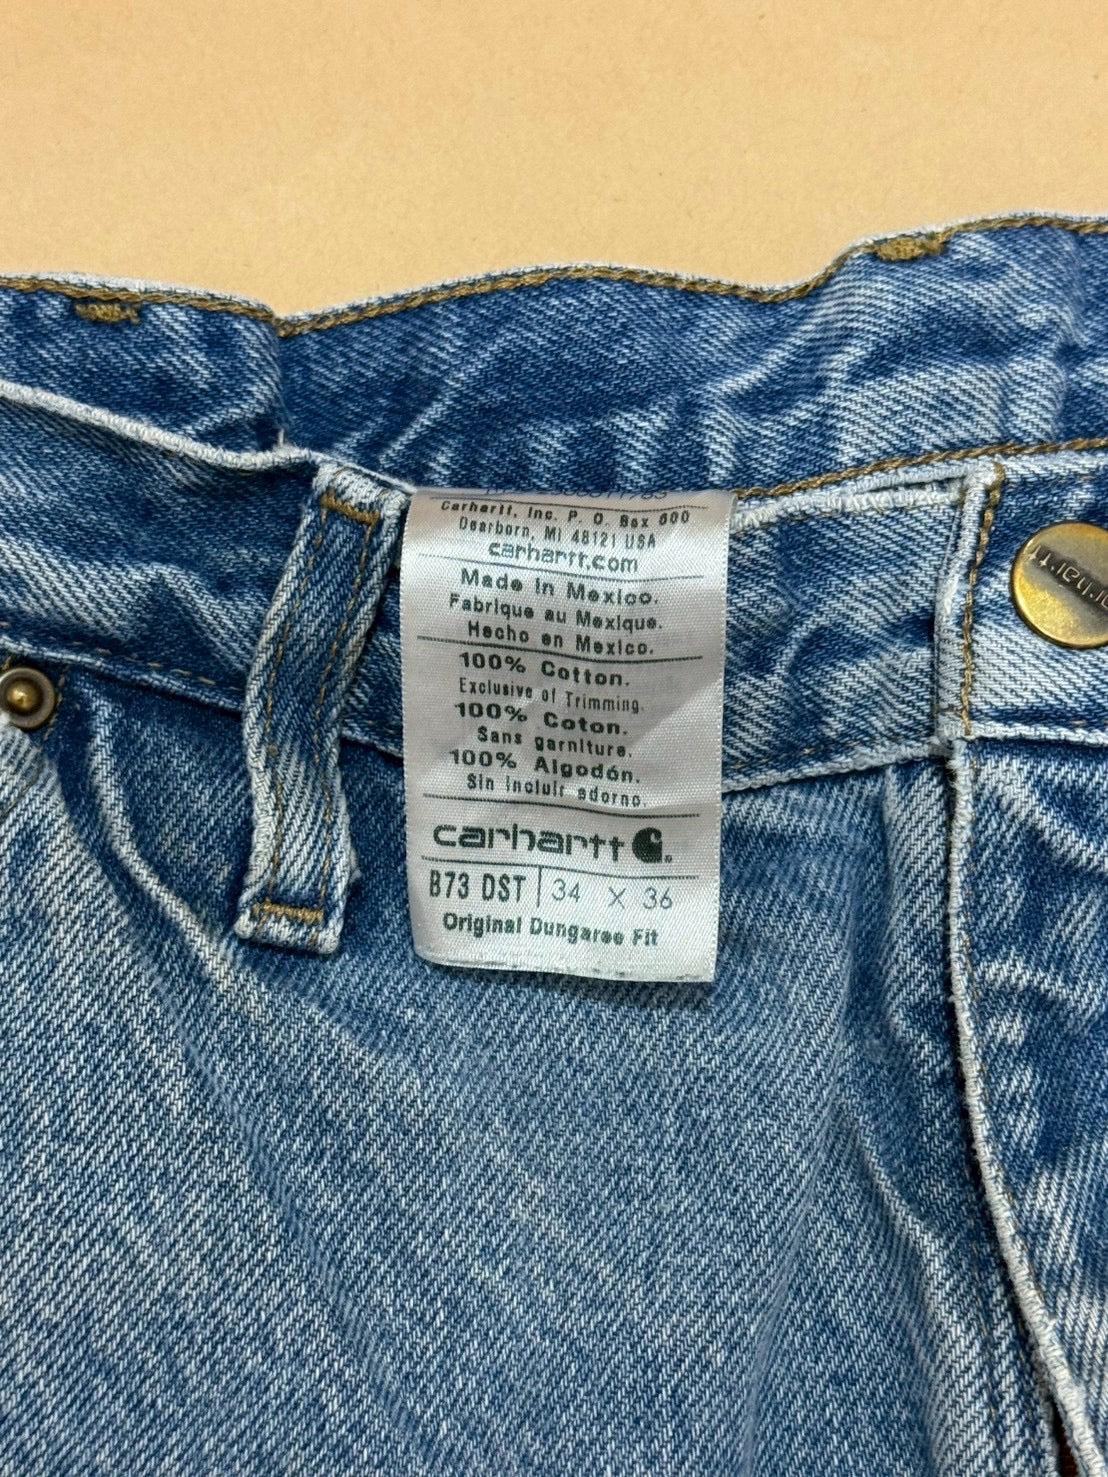 Carhartt, Inc. P. O. Box 600
Dearborn, MI 48121 USA
carhartt.com
Made in Mexico.
Fabriqué au Mexique.
Hecho en Mexico.
100% Cotton.
Exclusive of Trimming.
100% Coton.
Sans garniture.
100% Algodón.
Sin incluir adorno.
carhartt
B73 DST 34 X 36
Original Dungaree Fit